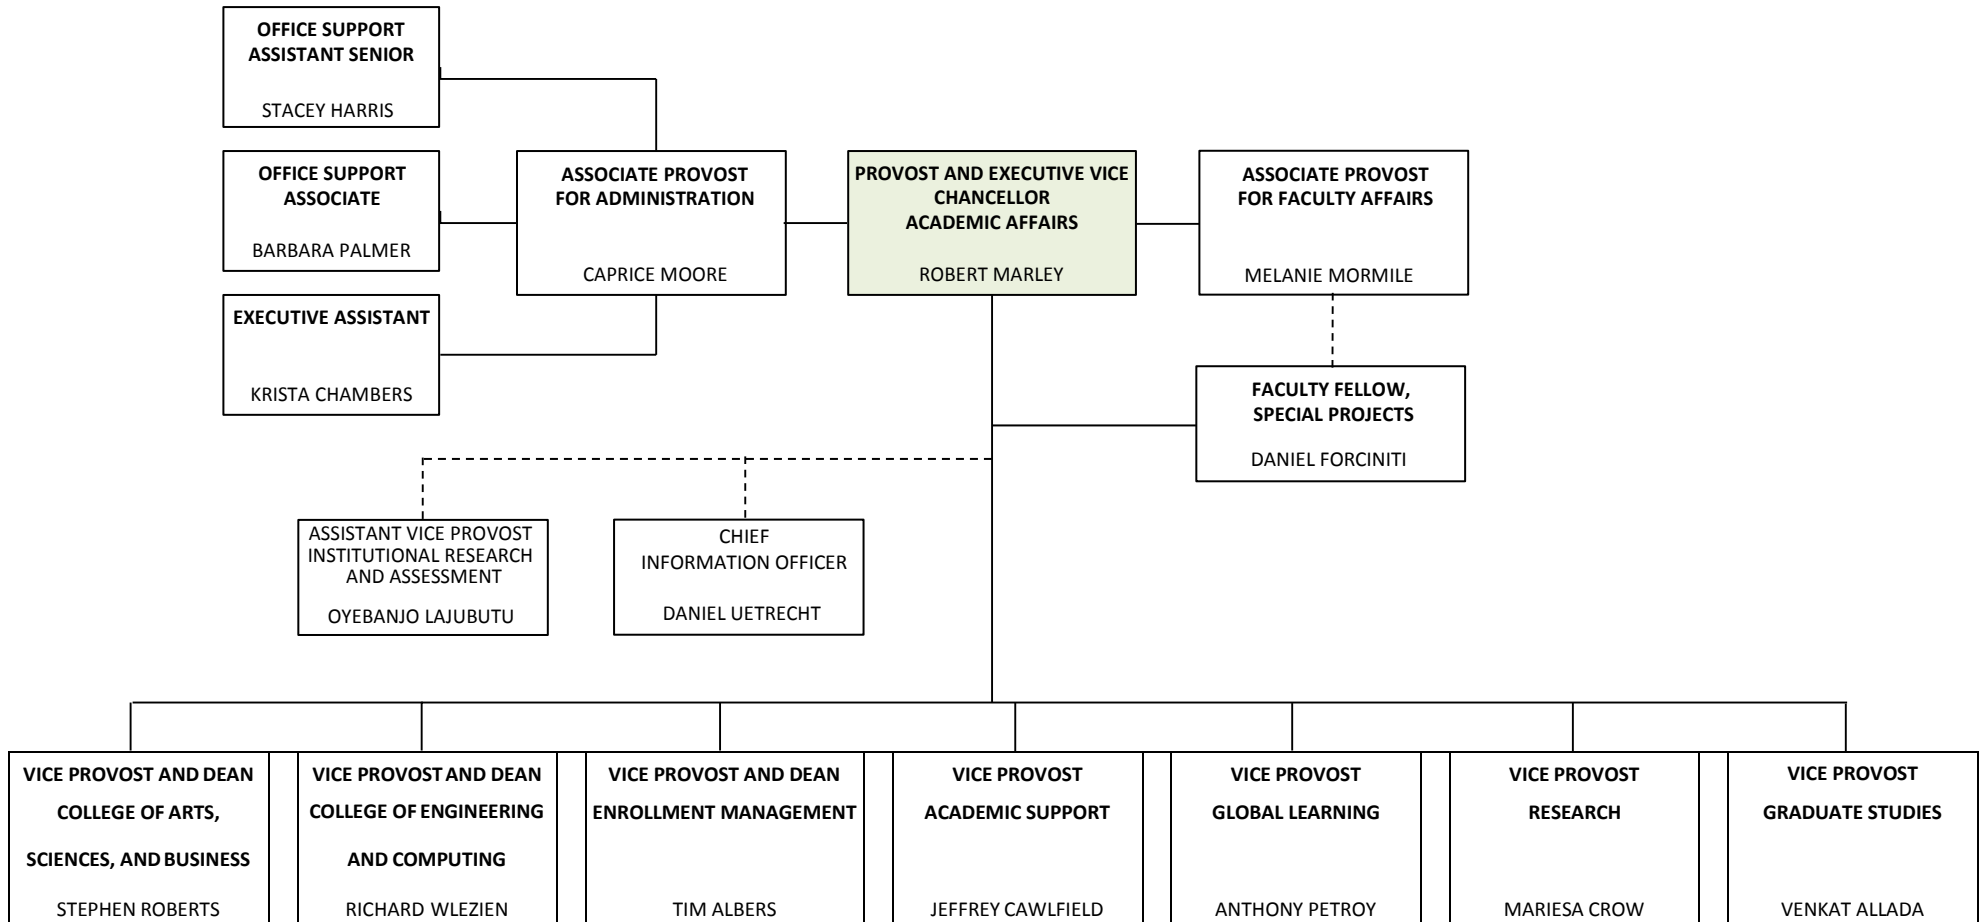 OFFICE SUPPORT
ASSISTANT SENIOR
STACEY HARRIS
OFFICE SUPPORT
ASSOCIATE
BARBARA PALMER
EXECUTIVE ASSISTANT
KRISTA CHAMBERS
ASSOCIATE PROVOST
FOR ADMINISTRATION
CAPRICE MOORE
PROVOST AND EXECUTIVE VICE
CHANCELLOR
ACADEMIC AFFAIRS
ROBERT MARLEY
ASSOCIATE PROVOST
FOR FACULTY AFFAIRS
MELANIE MORMILE
FACULTY FELLOW,
SPECIAL PROJECTS
DANIEL FORCINITI
ASSISTANT VICE PROVOST
INSTITUTIONAL RESEARCH
AND ASSESSMENT
OYEBANJO LAJUBUTU
CHIEF
INFORMATION OFFICER
DANIEL UETRECHT
VICE PROVOST AND DEAN
COLLEGE OF ARTS,
SCIENCES, AND BUSINESS
STEPHEN ROBERTS
VICE PROVOST AND DEAN
COLLEGE OF ENGINEERING
AND COMPUTING
RICHARD WLEZIEN
VICE PROVOST AND DEAN
ENROLLMENT MANAGEMENT
TIM ALBERS
VICE PROVOST
ACADEMIC SUPPORT
JEFFREY CAWLFIELD
VICE PROVOST
GLOBAL LEARNING
ANTHONY PETROY
VICE PROVOST
RESEARCH
MARIESA CROW
VICE PROVOST
GRADUATE STUDIES
VENKAT ALLADA